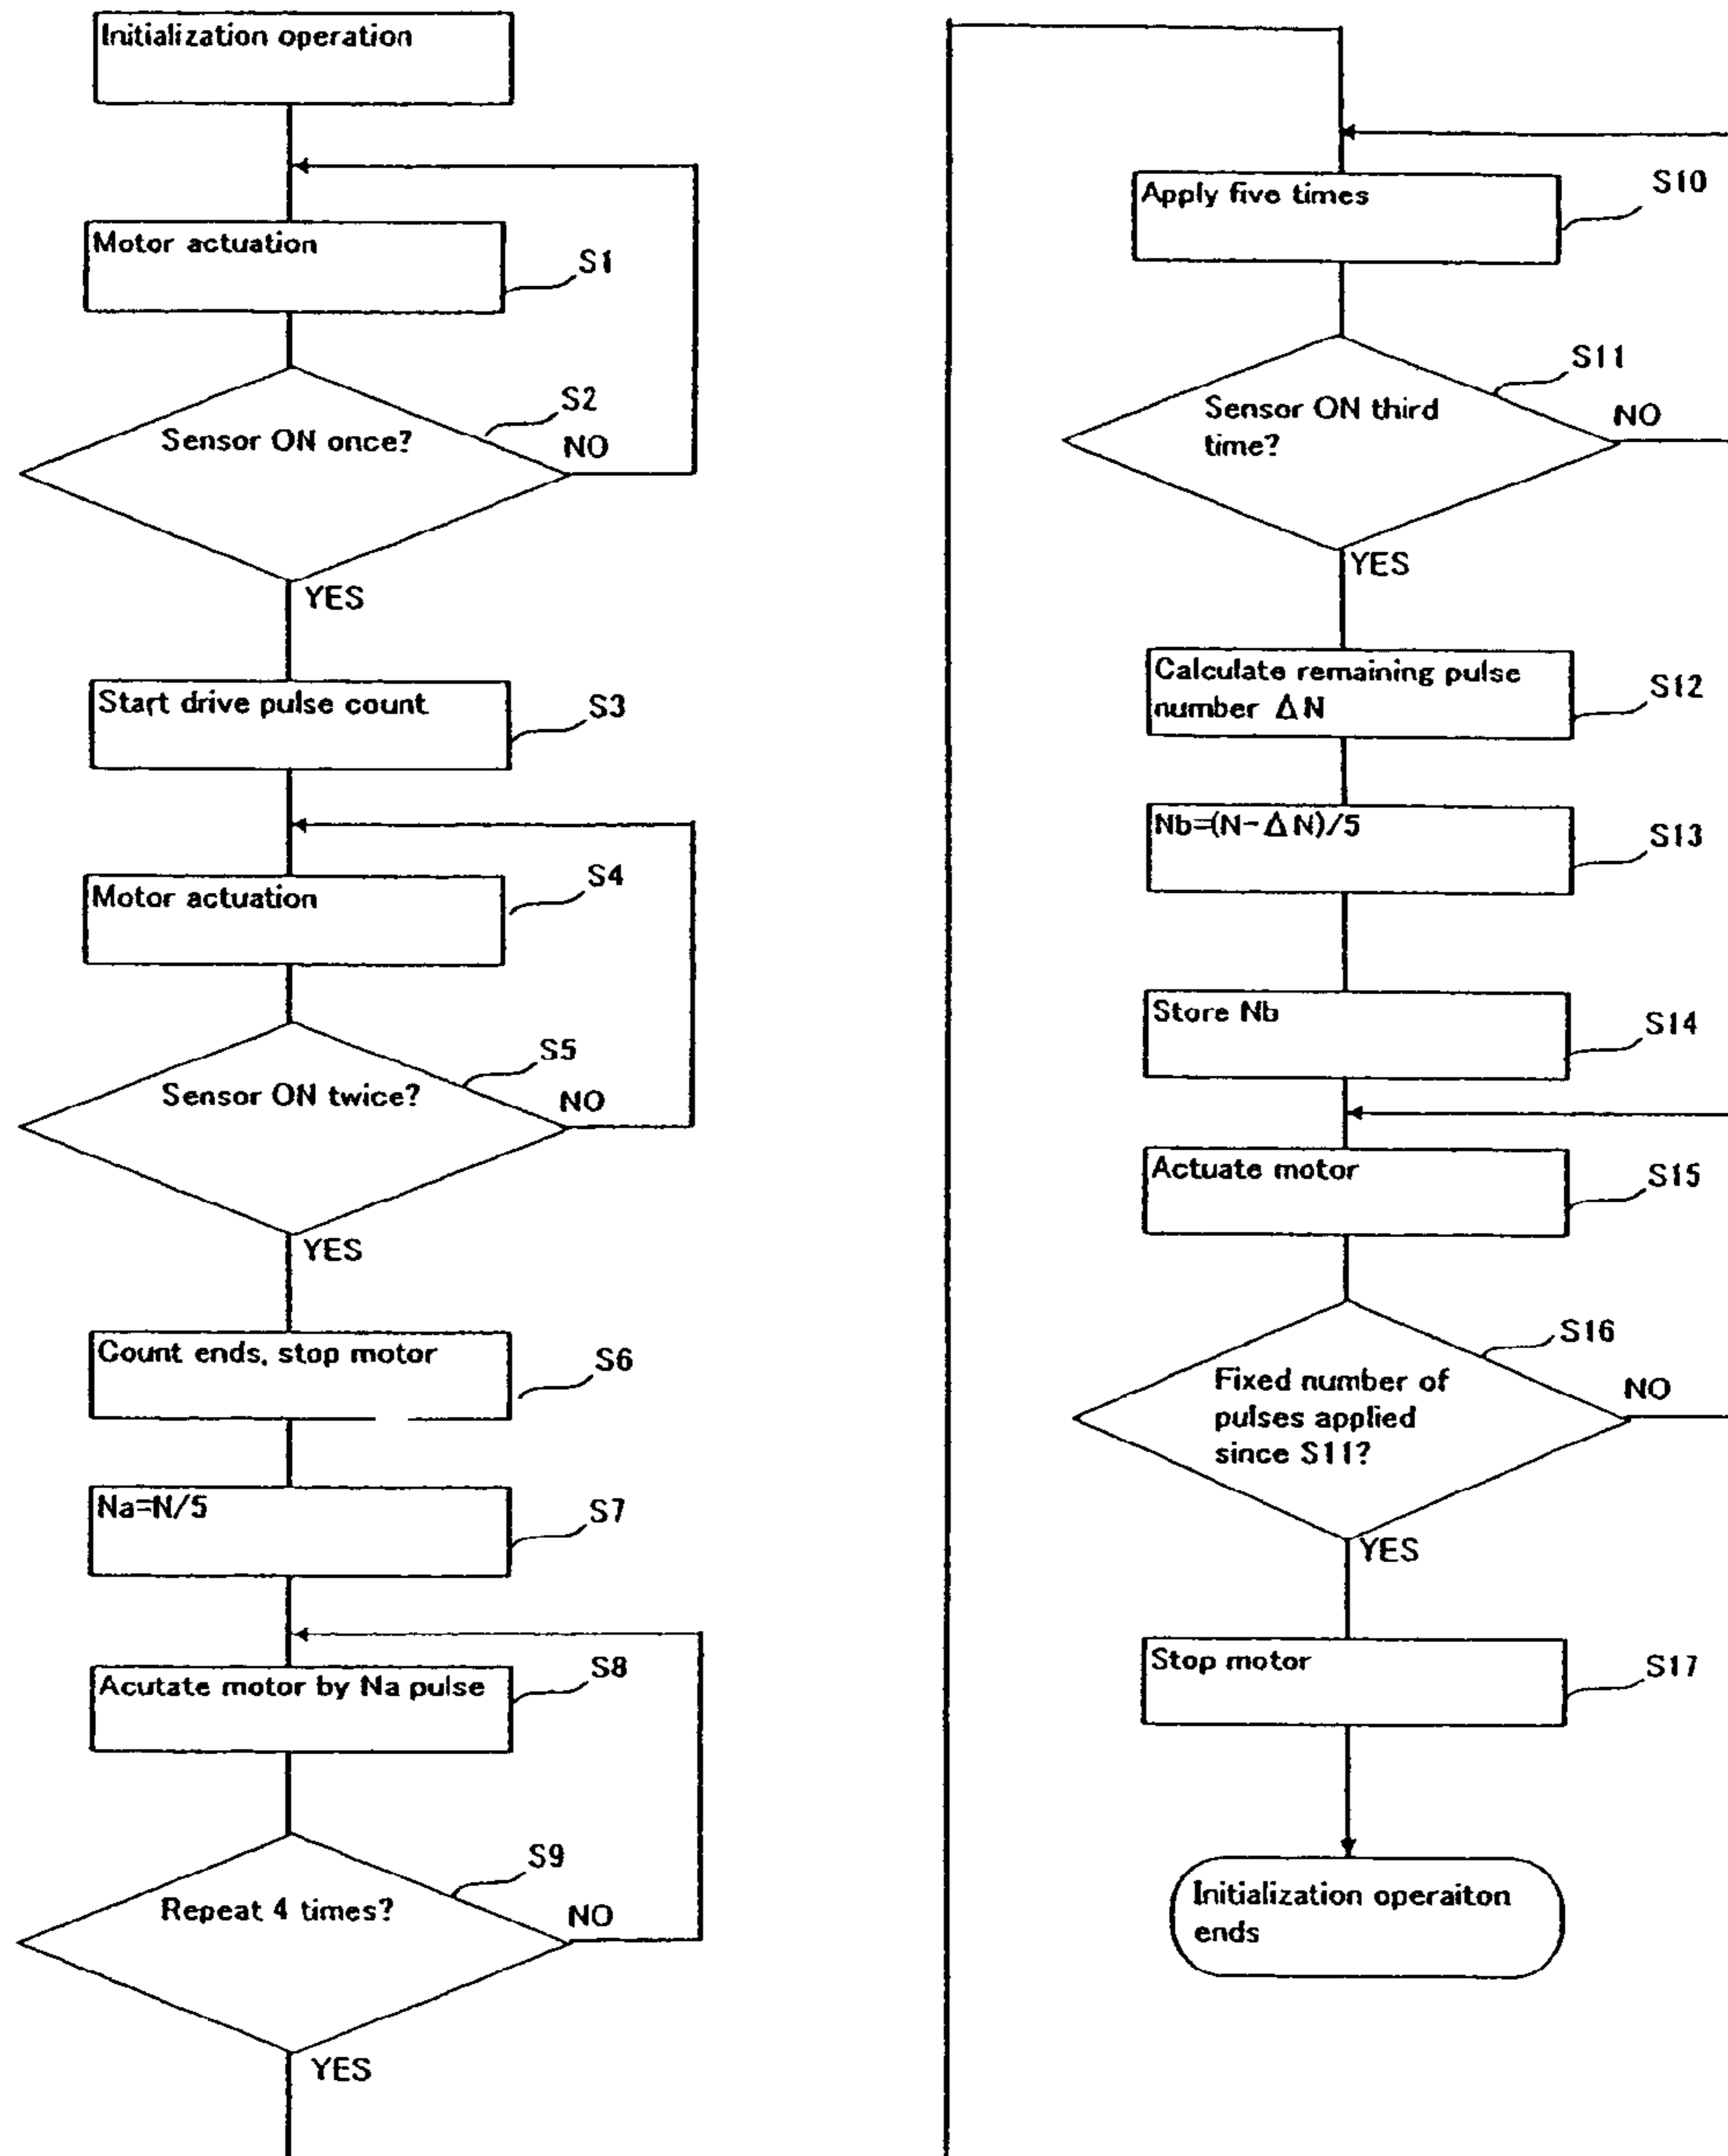 Initialization operation
Motor actuation
S1
Sensor ON once?
S2
NO
YES
Start drive pulse count
S3
Motor actuation
S4
Sensor ON twice?
S5
NO
YES
Count ends, stop motor
S6
Na=N/5
S7
Acutate motor by Na pulse
S8
Repeat 4 times?
S9
NO
YES
Apply five times
S10
Sensor ON third
time?
S11
NO
YES
Calculate remaining pulse
number ΔN
S12
Nb=(N-ΔN)/5
S13
Store Nb
S14
Actuate motor
S15
Fixed number of
pulses applied
since S11?
S16
NO
YES
Stop motor
S17
Initialization operaiton
ends